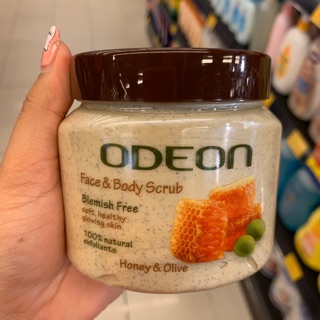 ODEON
Face & Body Scrub
Blemish Free
soft, healthy
glowing skin
100% natural
exfoliants
Honey & Olive